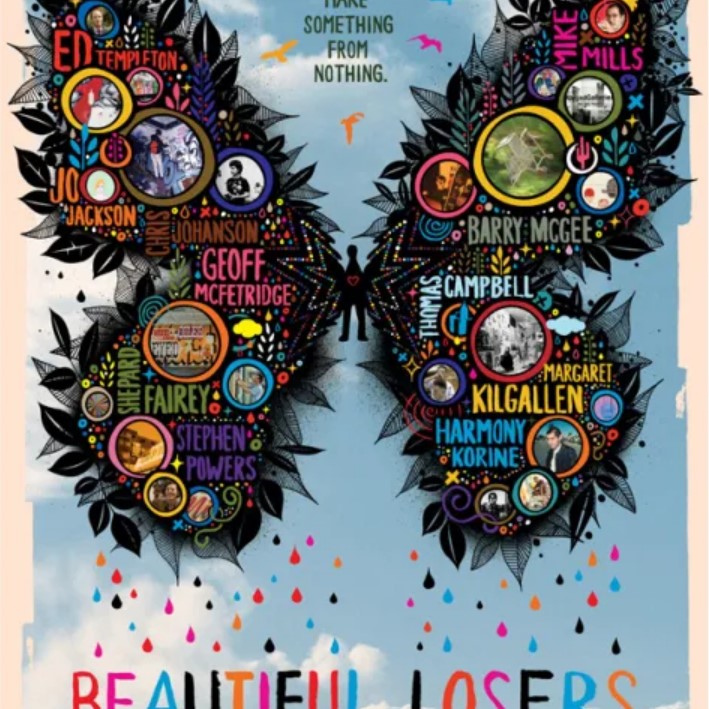 MAKE
SOMETHING
FROM
NOTHING.
ED
TEMPLETON
MIKE
MILLS
JO
JACKSON
CHRIS
JOHANSON
BARRY MCGEE
GEOFF
MCFETRIDGE
THOMAS
CAMPBELL
SHEPARD
FAIREY
MARGARET
KILGALLEN
STEPHEN
POWERS
HARMONY
KORINE
BEAUTIFUL LOSERS